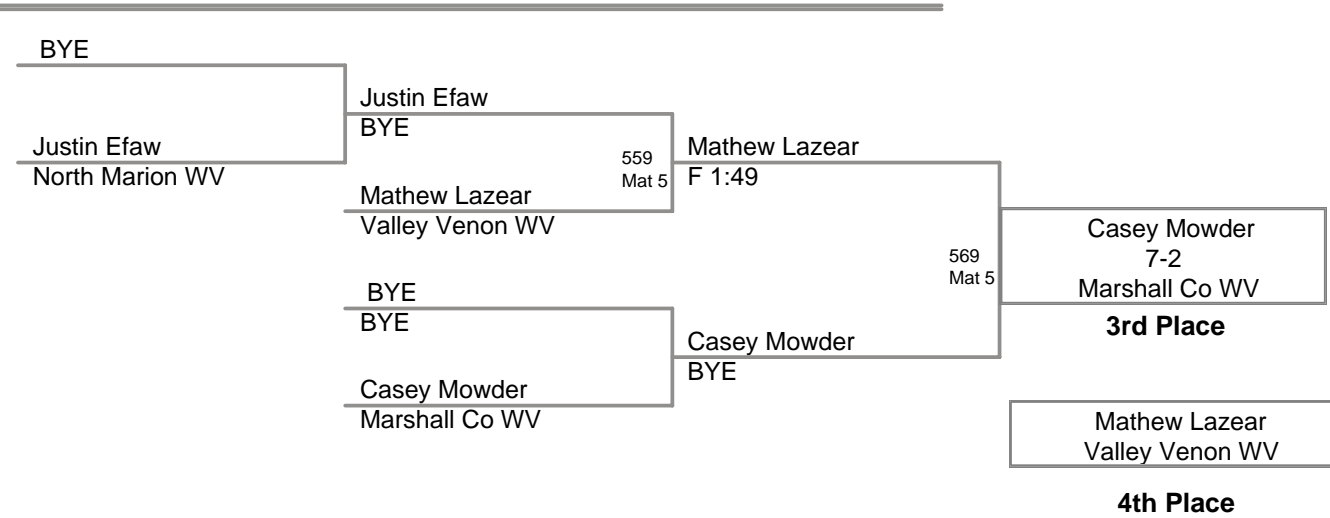 BYE
Justin Efaw
North Marion WV
Justin Efaw
BYE
Mathew Lazear
Valley Venon WV
BYE
BYE
Casey Mowder
Marshall Co WV
559
Mat 5
Mathew Lazear
F 1:49
Casey Mowder
BYE
569
Mat 5
Casey Mowder
7-2
Marshall Co WV
3rd Place
Mathew Lazear
Valley Venon WV
4th Place